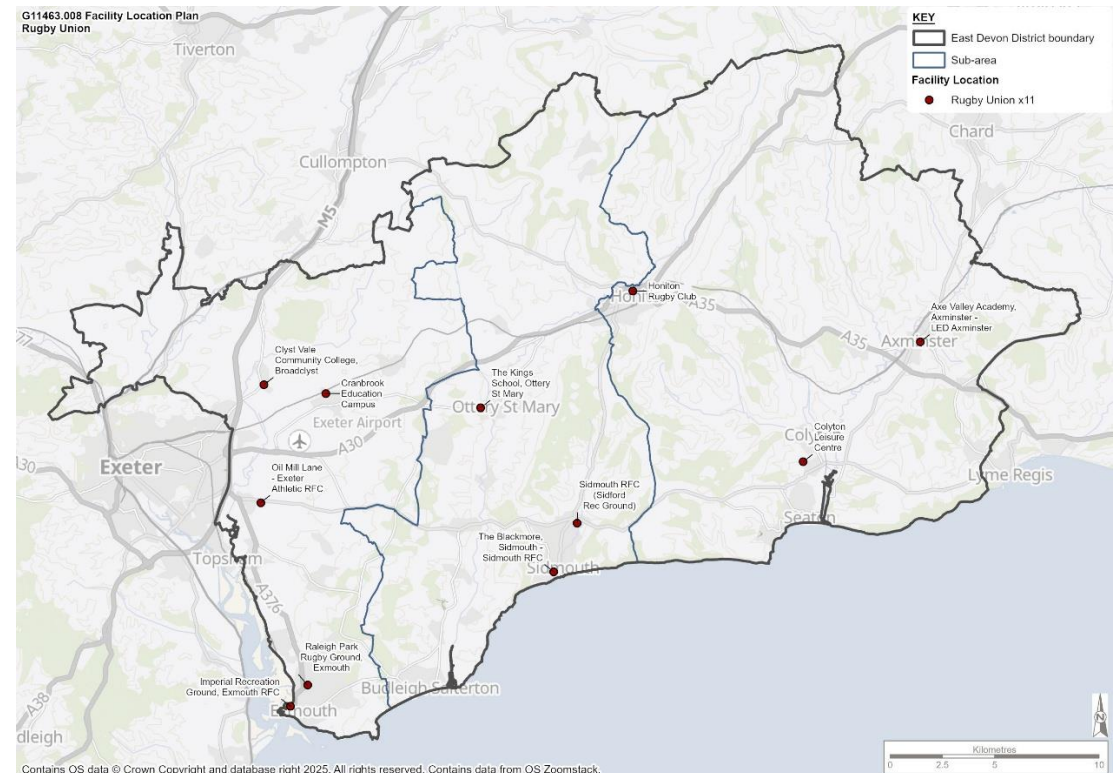 G11463.008 Facility Location Plan
Rugby Union
KEY
East Devon District boundary
Sub-area
Facility Location
Rugby Union x11
Tiverton
Cullompton
Chard
M5
Honiton
Rugby Club
A35
Axe Valley Academy,
Axminster -
LED Axminster
Axminster
A35
Clyst Vale
Community College,
Broadclyst
Cranbrook
Education
Campus
The Kings
School, Ottery
St Mary
Ottery St Mary
Exeter Airport
A30
Exeter
A30
Colyton
Leisure
Centre
Lyme Regis
Oil Mill Lane
- Exeter
Athletic RFC
Sidmouth RFC
(Sidford
Rec Ground)
Seaton
The Blackmore,
Sidmouth -
Sidmouth RFC
Sidmouth
Topsham
A376
Raleigh Park
Rugby Ground,
Exmouth
Imperial Recreation
Ground, Exmouth RFC
Exmouth
Budleigh Salterton
A38
dleigh
N
Kilometres
0 2.5 5 10
Contains OS data © Crown Copyright and database right 2025. All rights reserved. Contains data from OS Zoomstack.